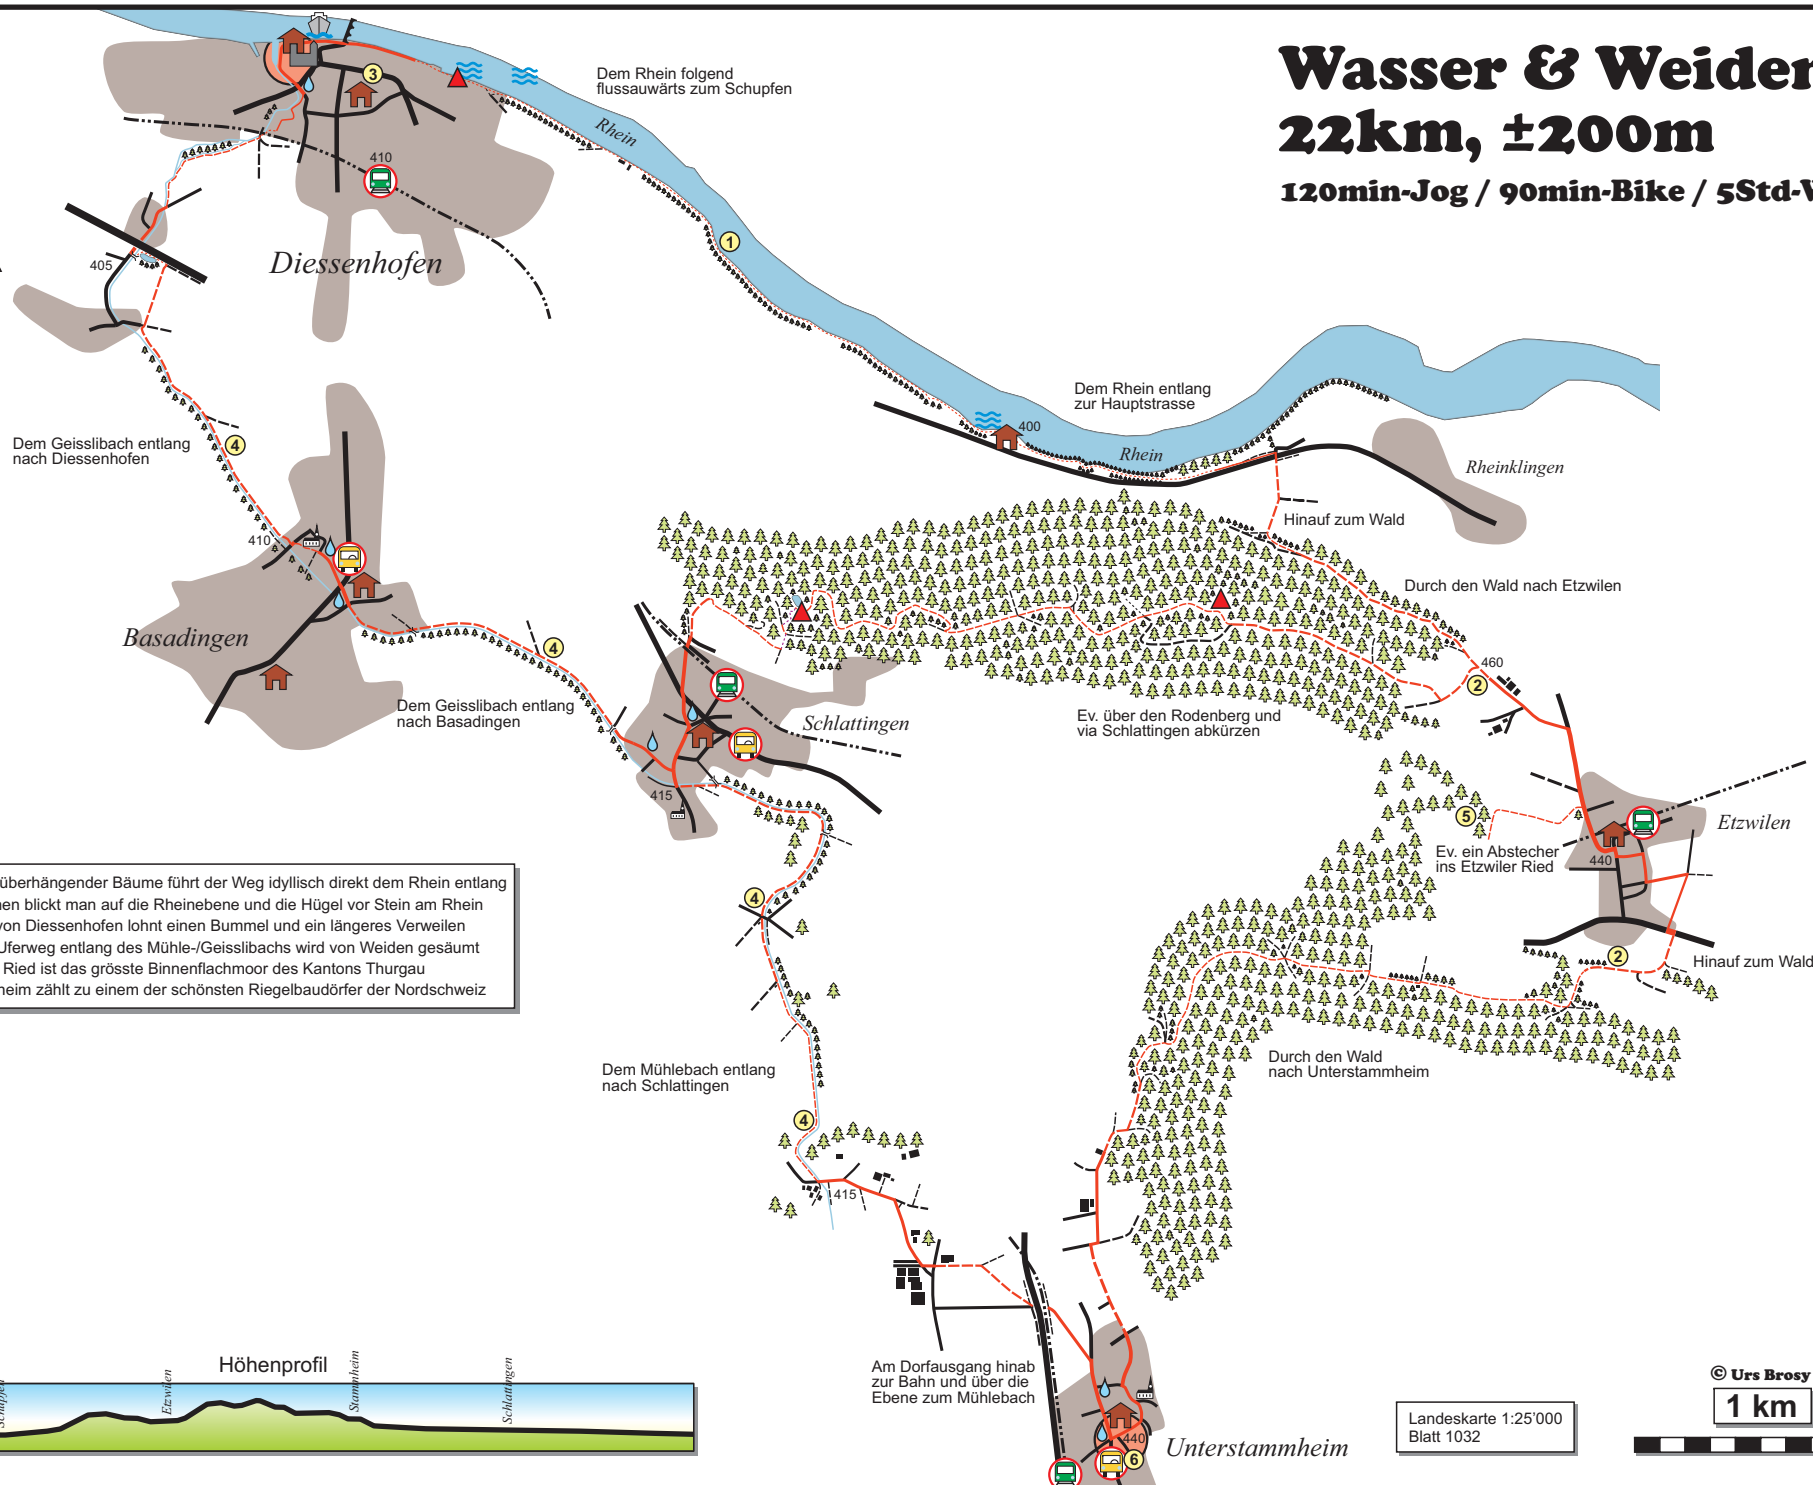 Wasser & Weiden
22km, ±200m
120min-Jog / 90min-Bike / 5Std-W
Dem Rhein folgend
flussauwärts zum Schupfen
Rhein
3
410
Diessenhofen
405
1
Dem Rhein entlang
zur Hauptstrasse
400
Rhein
Rheinklingen
Hinauf zum Wald
Dem Geisslibach entlang
nach Diessenhofen
4
410
Basadingen
Durch den Wald nach Etzwilen
460
2
4
Dem Geisslibach entlang
nach Basadingen
Schlattingen
415
Ev. über den Rodenberg und
via Schlattingen abkürzen
5
Ev. ein Abstecher
ins Etzwiler Ried
Etzwilen
440
2
Hinauf zum Wald
überhängender Bäume führt der Weg idyllisch direkt dem Rhein entlang
en blickt man auf die Rheinebene und die Hügel vor Stein am Rhein
von Diessenhofen lohnt einen Bummel und ein längeres Verweilen
Uferweg entlang des Mühle-/Geisslibachs wird von Weiden gesäumt
Ried ist das grösste Binnenflachmoor des Kantons Thurgau
heim zählt zu einem der schönsten Riegelbaudörfer der Nordschweiz
4
Dem Mühlebach entlang
nach Schlattingen
4
Durch den Wald
nach Unterstammheim
415
Am Dorfausgang hinab
zur Bahn und über die
Ebene zum Mühlebach
440
6
Unterstammheim
Höhenprofil
Etzwilen
Stammheim
Schlattingen
Landeskarte 1:25'000
Blatt 1032
© Urs Brosy
1 km